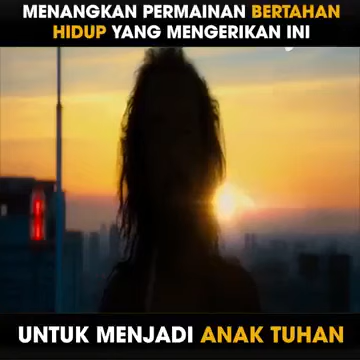 MENANGKAN PERMAINAN BERTAHAN
HIDUP YANG MENGERIKAN INI
UNTUK MENJADI ANAK TUHAN